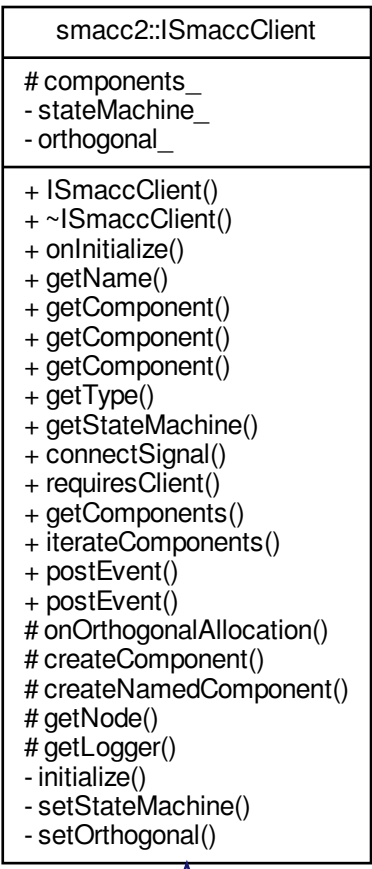 smacc2::ISmaccClient
# components_
- stateMachine_
- orthogonal_
+ ISmaccClient()
+ ~ISmaccClient()
+ onInitialize()
+ getName()
+ getComponent()
+ getComponent()
+ getComponent()
+ getType()
+ getStateMachine()
+ connectSignal()
+ requiresClient()
+ getComponents()
+ iterateComponents()
+ postEvent()
+ postEvent()
# onOrthogonalAllocation()
# createComponent()
# createNamedComponent()
# getNode()
# getLogger()
- initialize()
- setStateMachine()
- setOrthogonal()